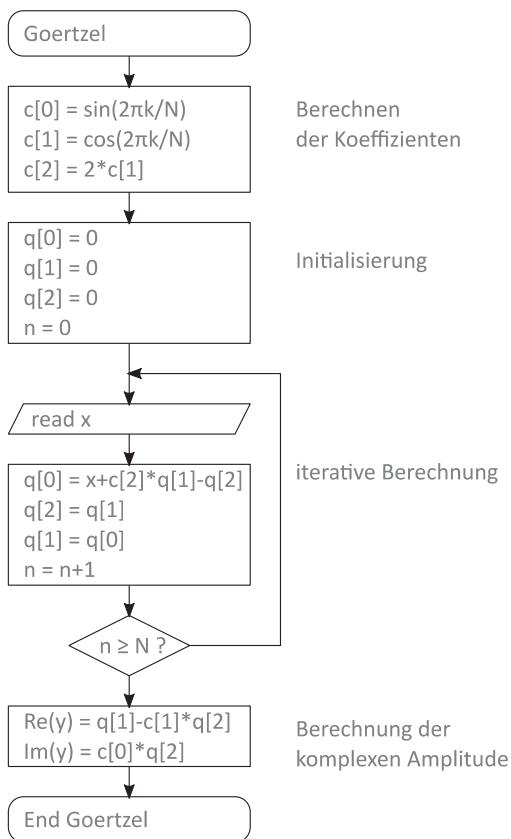 Goertzel
c[0] = sin(2πk/N)
c[1] = cos(2πk/N)
c[2] = 2*c[1]
Berechnen
der Koeffizienten
q[0] = 0
q[1] = 0
q[2] = 0
n = 0
Initialisierung
read x
q[0] = x+c[2]*q[1]-q[2]
q[2] = q[1]
q[1] = q[0]
n = n+1
iterative Berechnung
n ≥ N ?
Re(y) = q[1]-c[1]*q[2]
Im(y) = c[0]*q[2]
Berechnung der
komplexen Amplitude
End Goertzel